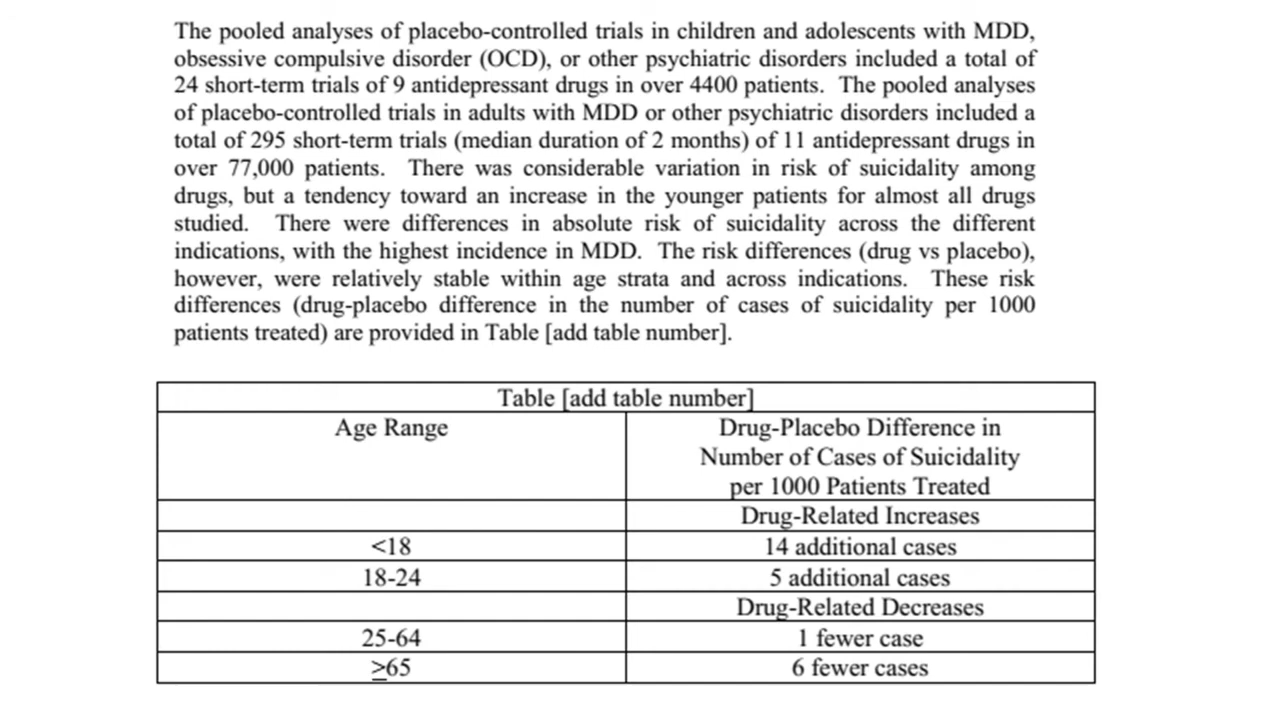 The pooled analyses of placebo-controlled trials in children and adolescents with MDD,
obsessive compulsive disorder (OCD), or other psychiatric disorders included a total of
24 short-term trials of 9 antidepressant drugs in over 4400 patients. The pooled analyses
of placebo-controlled trials in adults with MDD or other psychiatric disorders included a
total of 295 short-term trials (median duration of 2 months) of 11 antidepressant drugs in
over 77,000 patients. There was considerable variation in risk of suicidality among
drugs, but a tendency toward an increase in the younger patients for almost all drugs
studied. There were differences in absolute risk of suicidality across the different
indications, with the highest incidence in MDD. The risk differences (drug vs placebo),
however, were relatively stable within age strata and across indications. These risk
differences (drug-placebo difference in the number of cases of suicidality per 1000
patients treated) are provided in Table [add table number].
Table [add table number]
Age Range
Drug-Placebo Difference in
Number of Cases of Suicidality
per 1000 Patients Treated
Drug-Related Increases
<18 14 additional cases
18-24 5 additional cases
Drug-Related Decreases
25-64 1 fewer case
≥65 6 fewer cases